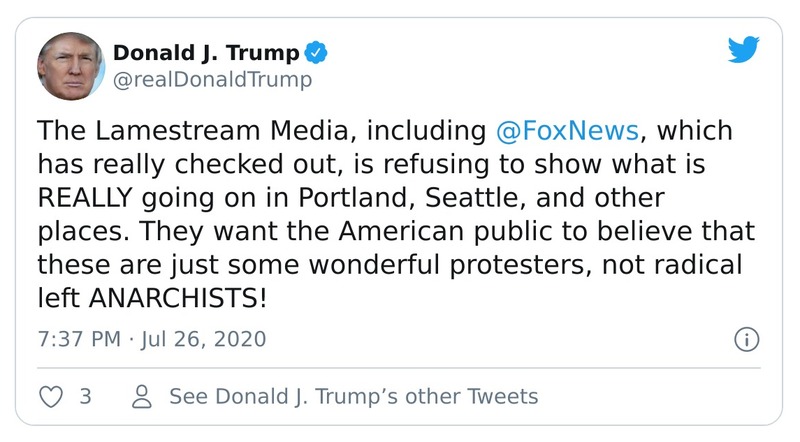 Donald J. Trump
@realDonaldTrump
The Lamestream Media, including @FoxNews, which
has really checked out, is refusing to show what is
REALLY going on in Portland, Seattle, and other
places. They want the American public to believe that
these are just some wonderful protesters, not radical
left ANARCHISTS!
7:37 PM · Jul 26, 2020
3 See Donald J. Trump’s other Tweets